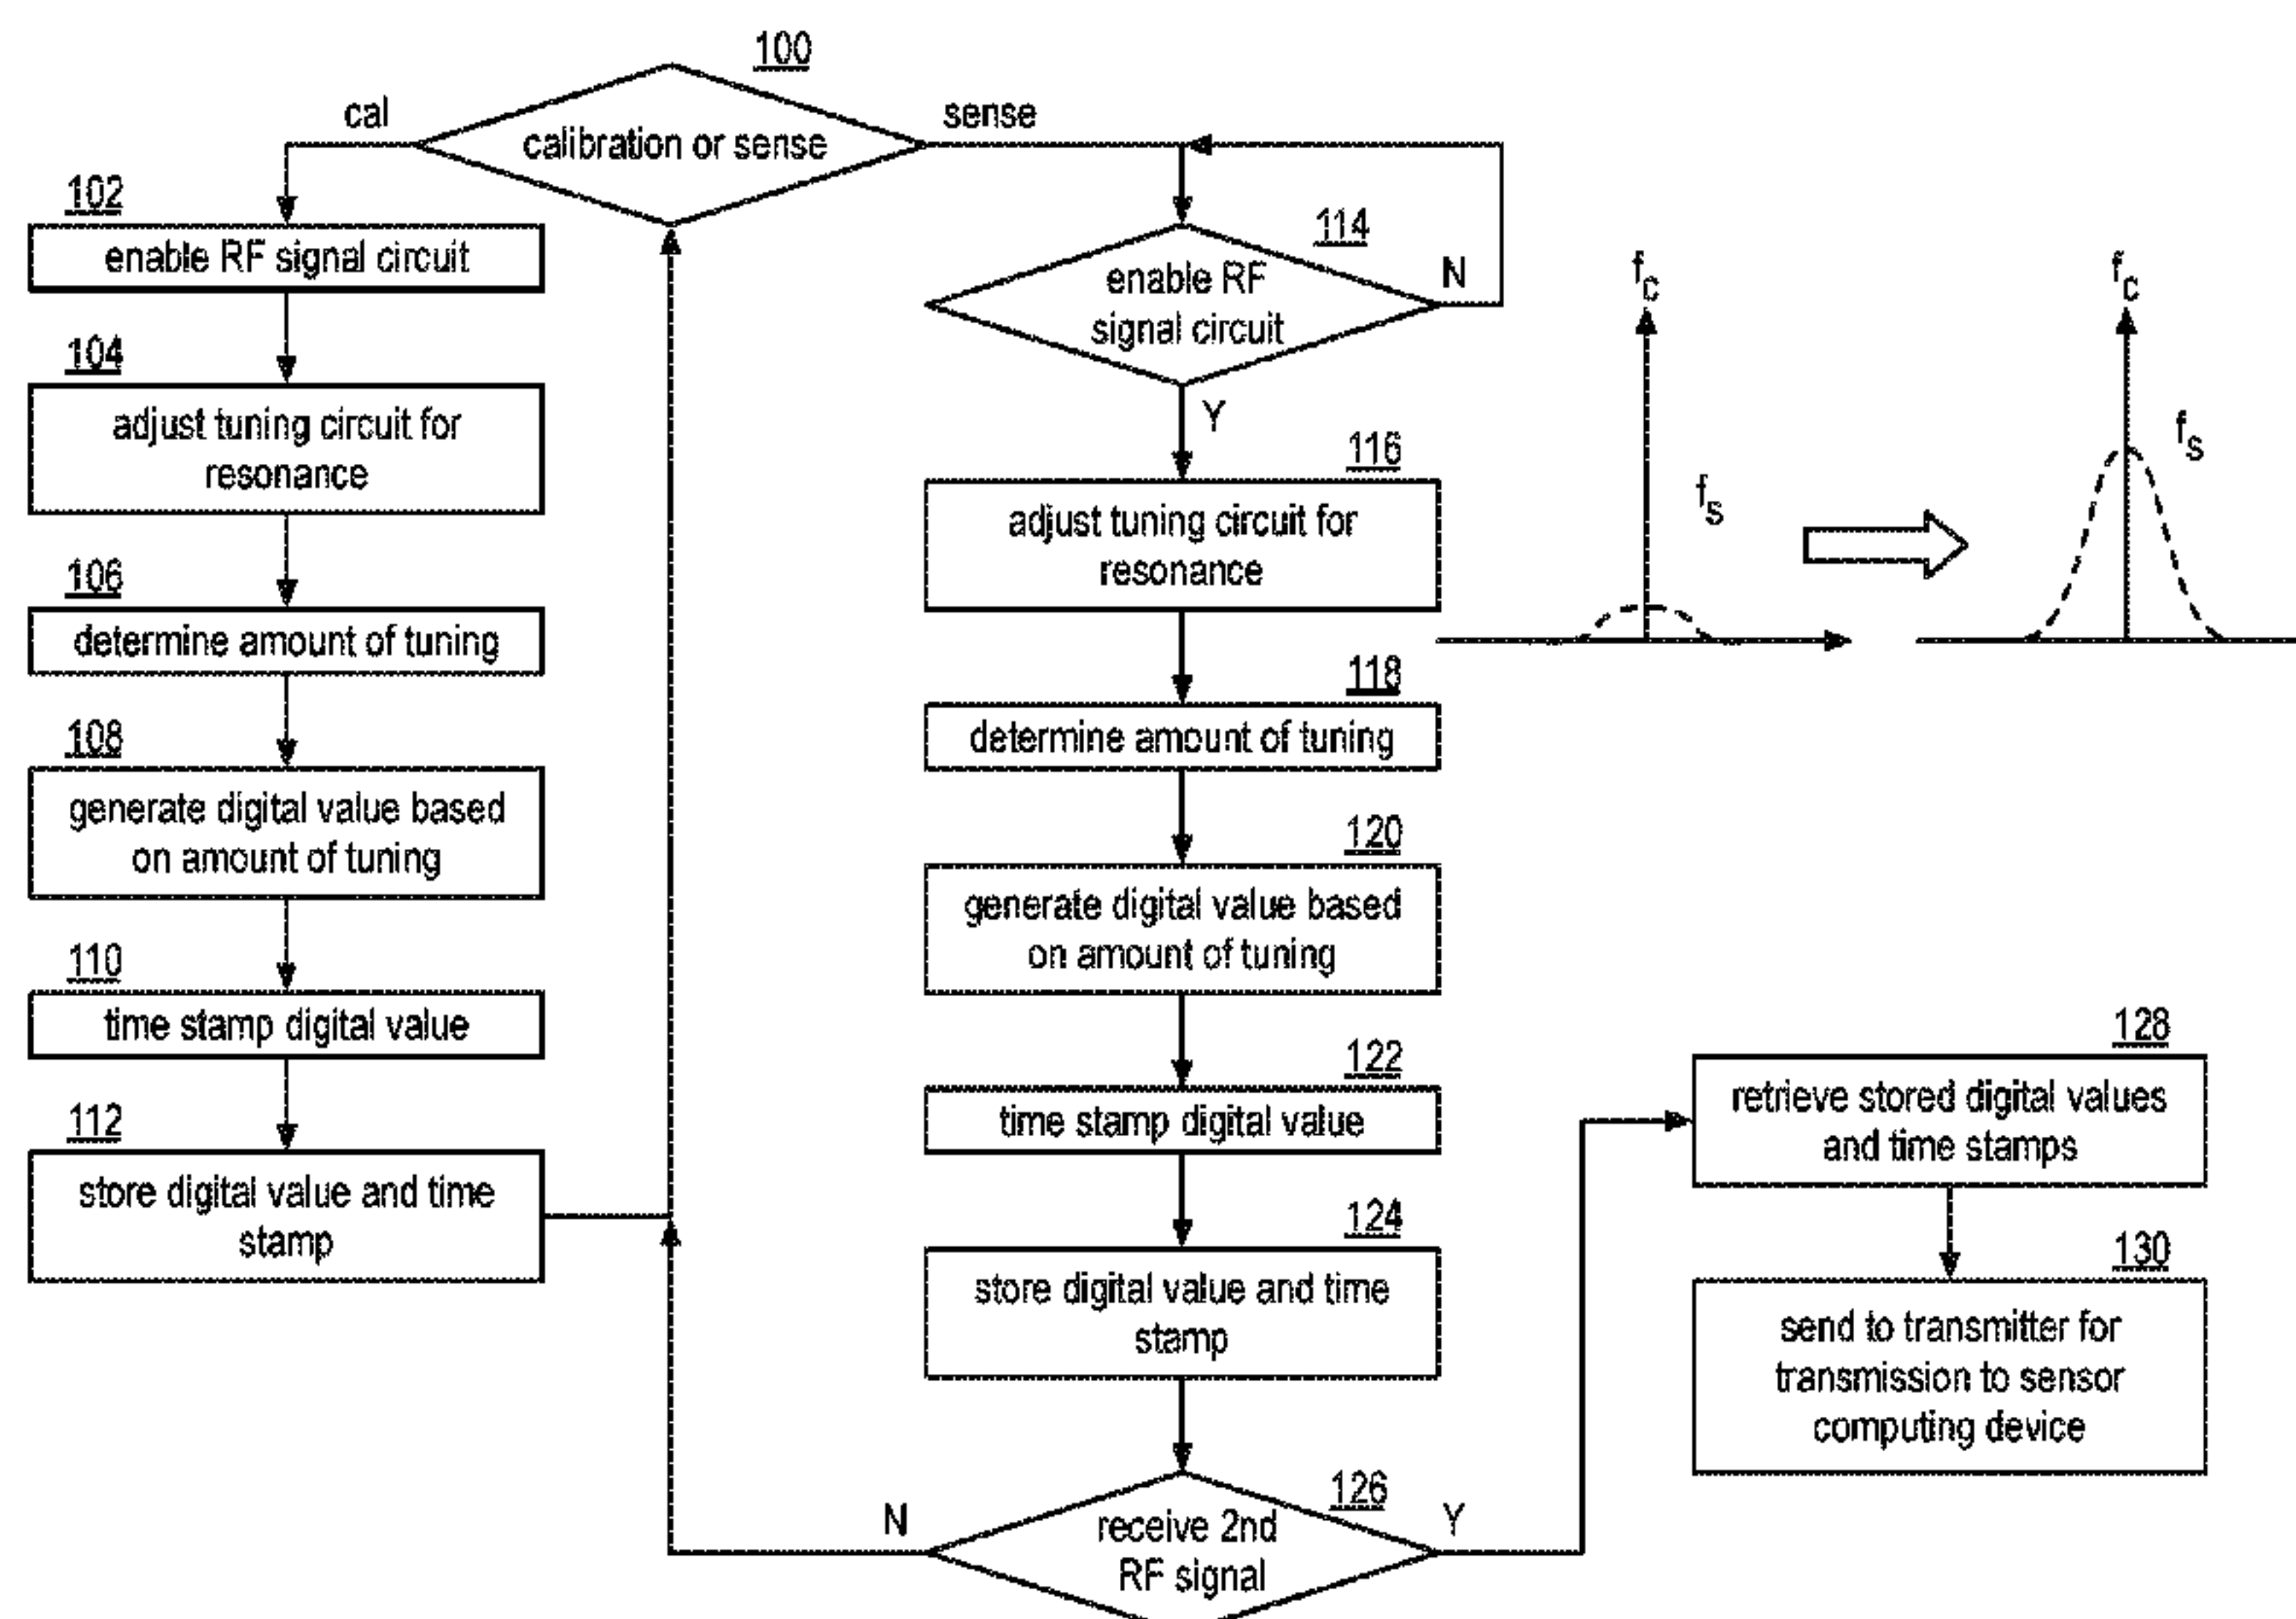 100
cal
calibration or sense
sense
102
enable RF signal circuit
104
adjust tuning circuit for
resonance
106
determine amount of tuning
108
generate digital value based
on amount of tuning
110
time stamp digital value
112
store digital value and time
stamp
114
enable RF
signal circuit
N
Y
116
adjust tuning circuit for
resonance
118
determine amount of tuning
120
generate digital value based
on amount of tuning
122
time stamp digital value
124
store digital value and time
stamp
126
receive 2nd
RF signal
N
Y
fc
fs
fc
fs
128
retrieve stored digital values
and time stamps
130
send to transmitter for
transmission to sensor
computing device